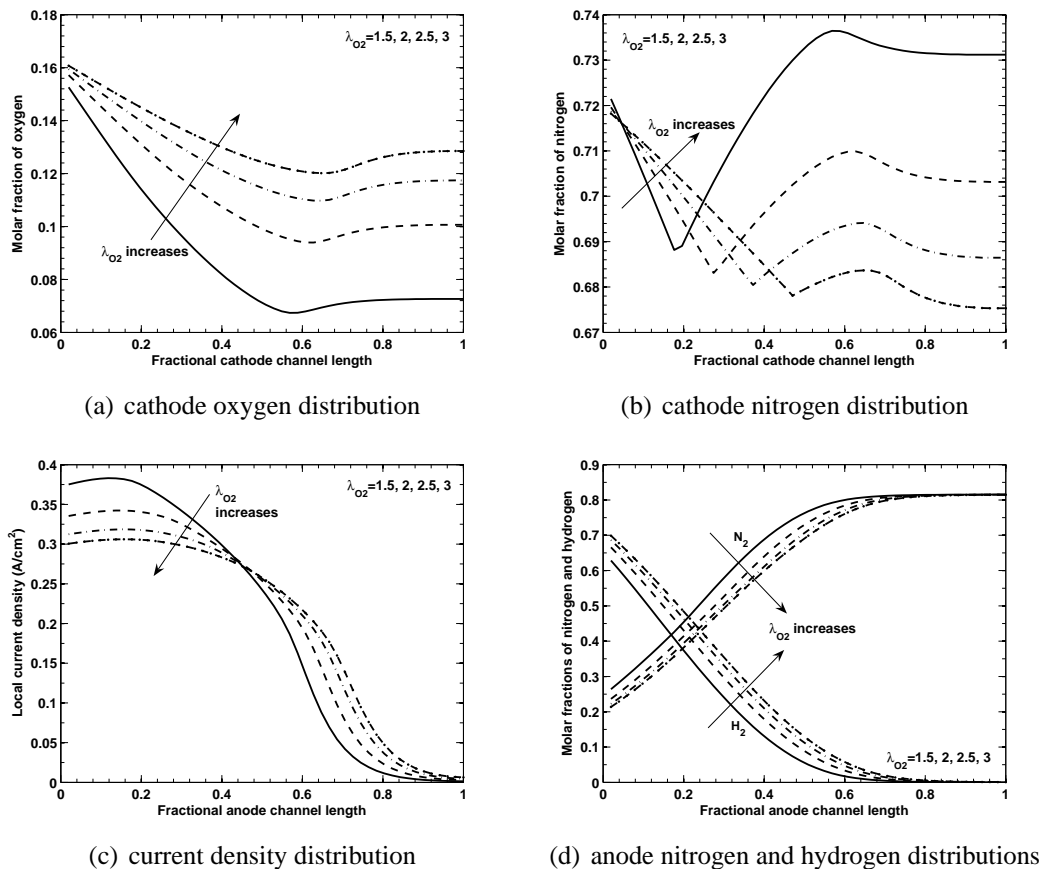 λO2=1.5, 2, 2.5, 3
λO2 increases
Molar fraction of oxygen
0.18
0.16
0.14
0.12
0.1
0.08
0.06
0 0.2 0.4 0.6 0.8 1
Fractional cathode channel length
(a) cathode oxygen distribution
λO2=1.5, 2, 2.5, 3
λO2 increases
Molar fraction of nitrogen
0.74
0.73
0.72
0.71
0.7
0.69
0.68
0.67
0 0.2 0.4 0.6 0.8 1
Fractional cathode channel length
(b) cathode nitrogen distribution
λO2
increases
λO2=1.5, 2, 2.5, 3
Local current density (A/cm2)
0.4
0.35
0.3
0.25
0.2
0.15
0.1
0.05
0
0 0.2 0.4 0.6 0.8 1
Fractional anode channel length
(c) current density distribution
N2
λO2 increases
H2
λO2=1.5, 2, 2.5, 3
Molar fractions of nitrogen and hydrogen
0.9
0.8
0.7
0.6
0.5
0.4
0.3
0.2
0.1
0
0 0.2 0.4 0.6 0.8 1
Fractional anode channel length
(d) anode nitrogen and hydrogen distributions